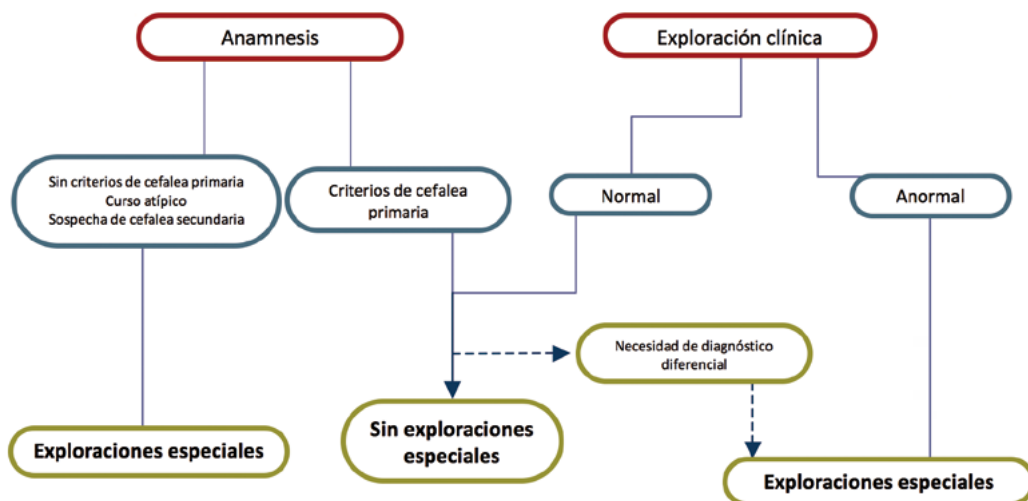 Anamnesis
Exploración clínica
Sin criterios de cefalea primaria
Curso atípico
Sospecha de cefalea secundaria
Criterios de cefalea
primaria
Normal
Anormal
Necesidad de diagnóstico
diferencial
Exploraciones especiales
Sin exploraciones
especiales
Exploraciones especiales